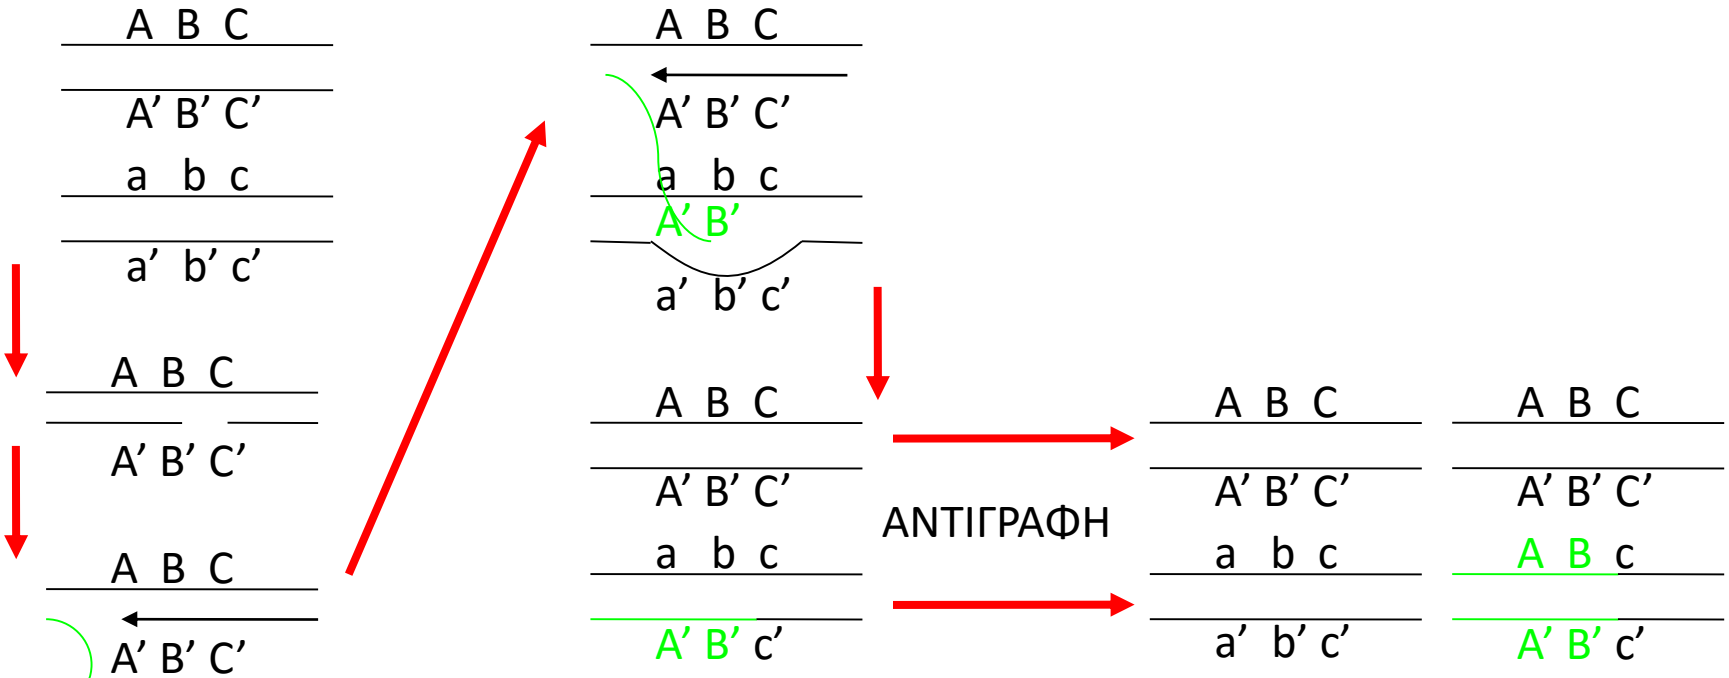 A B C
A’ B’ C’
a b c
a’ b’ c’
A B C
A’ B’ C’
A B C
A’ B’ C’
A B C
A’ B’ C’
a b c
A’ B’
a’ b’ c’
A B C
A’ B’ C’
a b c
A’ B’ c’
ΑΝΤΙΓΡΑΦΗ
A B C
A’ B’ C’
a b c
a’ b’ c’
A B C
A’ B’ C’
A B c
A’ B’ c’